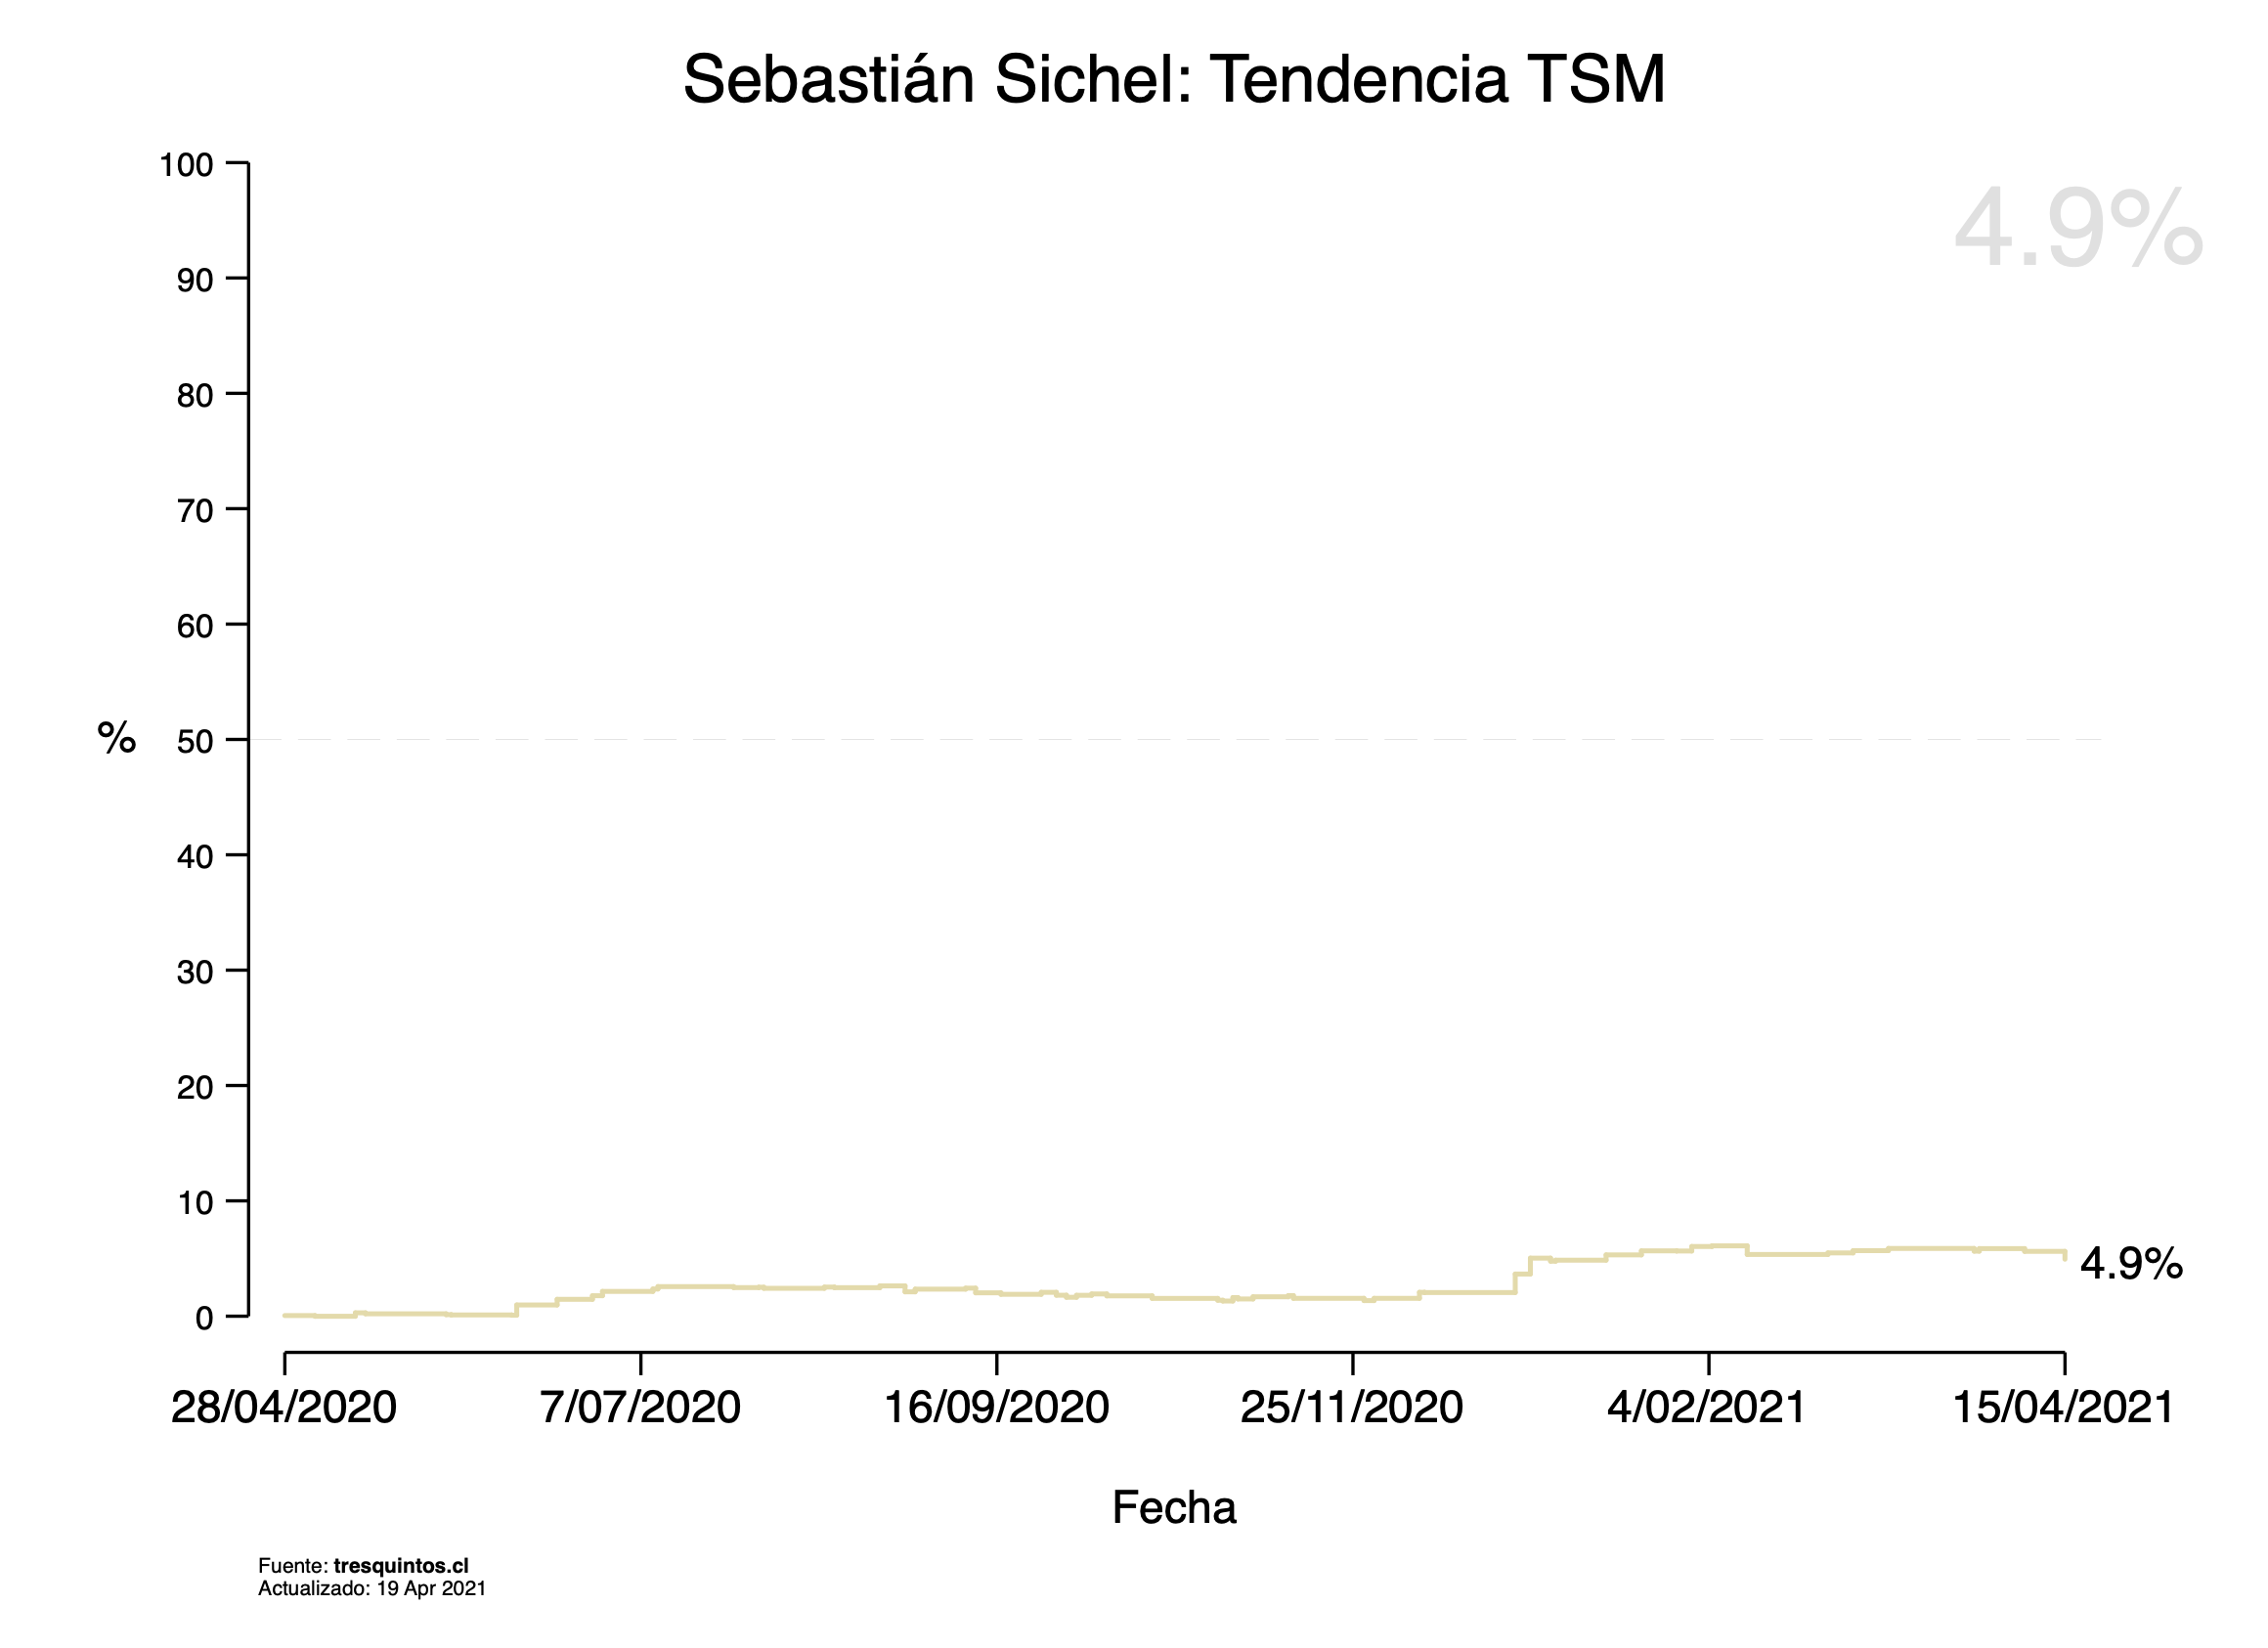 Sebastián Sichel: Tendencia TSM
4.9%
100
90
80
70
60
% 50
40
30
20
10
0
4.9%
28/04/2020 7/07/2020 16/09/2020 25/11/2020 4/02/2021 15/04/2021
Fecha
Fuente: tresquintos.cl
Actualizado: 19 Apr 2021